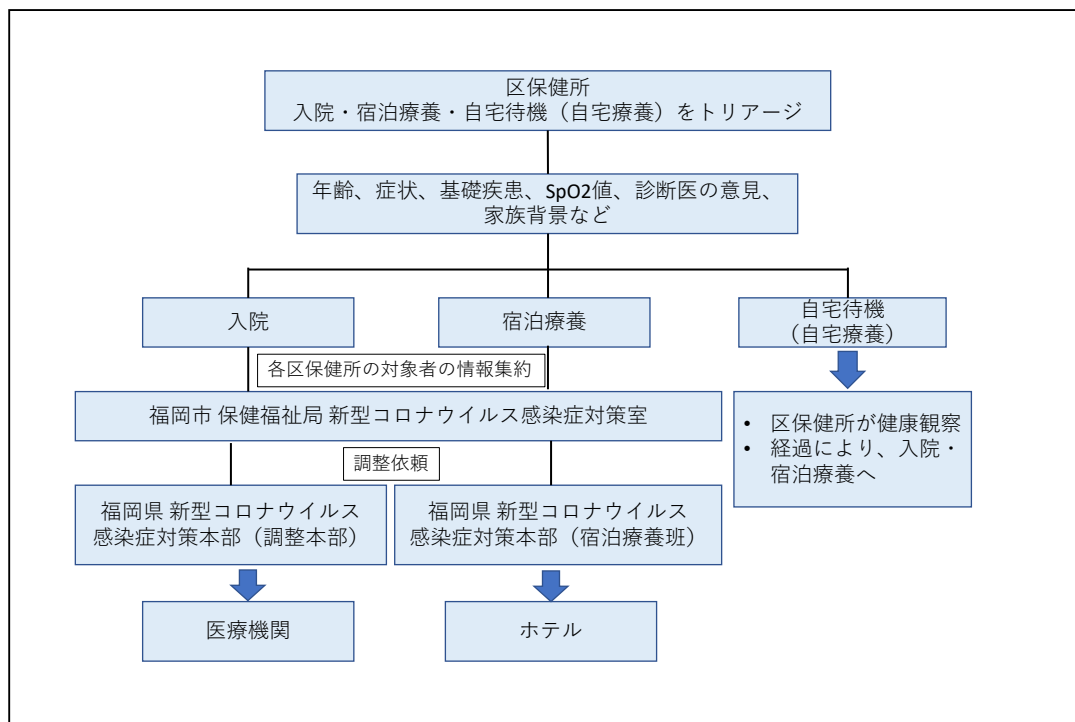 区保健所
入院・宿泊療養・自宅待機（自宅療養）をトリアージ
年齢、症状、基礎疾患、SpO2値、診断医の意見、
家族背景など
入院
宿泊療養
自宅待機
（自宅療養）
各区保健所の対象者の情報集約
福岡市 保健福祉局 新型コロナウイルス感染症対策室
• 区保健所が健康観察
• 経過により、入院・
宿泊療養へ
調整依頼
福岡県 新型コロナウイルス
感染症対策本部（調整本部）
福岡県 新型コロナウイルス
感染症対策本部（宿泊療養班）
医療機関
ホテル